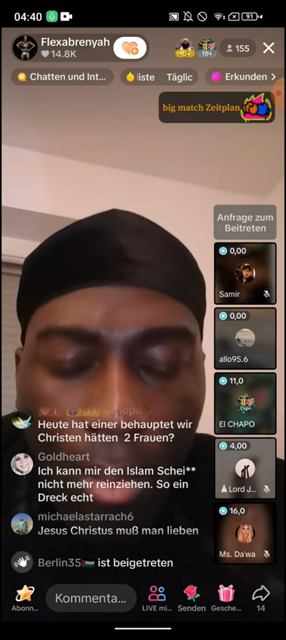 04:40
91
Flexabrenyah
14.8K
10+
10+
155
Chatten und Int...
liste
Täglic
Erkunden
big match Zeitplan
Anfrage zum
Beitreten
0,00
Samir
0,00
allo95.6
11,0
El CHAPO
4,00
Lord J...
16,0
Ms. Da'wa
Heute hat einer behauptet wir
Christen hätten 2 Frauen?
Goldheart
Ich kann mir den Islam Schei**
nicht mehr reinziehen. So ein
Dreck echt
michaelastarrach6
Jesus Christus muß man lieben
Berlin35🇵🇸 ist beigetreten
Abonn...
Kommenta...
LIVE mi...
Senden
Gesche...
14